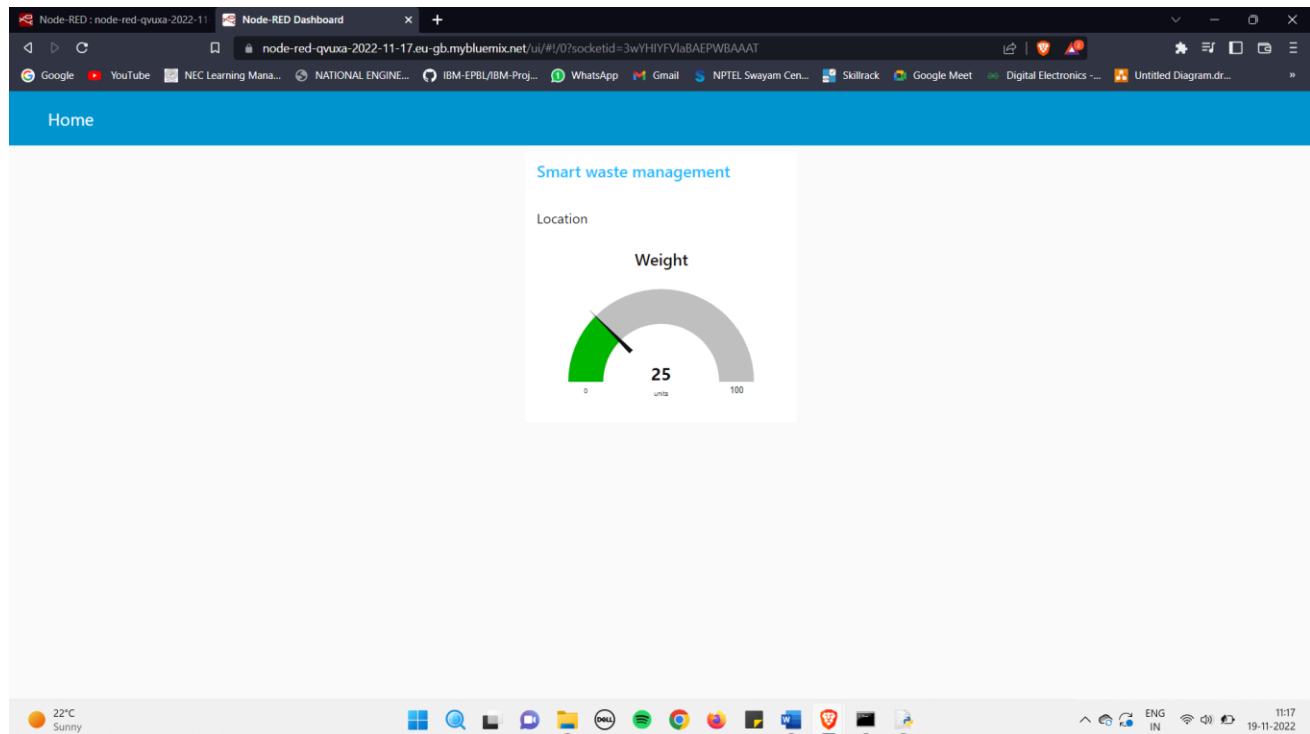 Node-RED : node-red-qvuxa-2022-11 Node-RED Dashboard
node-red-qvuxa-2022-11-17.eu-gb.mybluemix.net/ui/#!/0?socketid=3wYHIYFVlaBAEPWBAAAT
Google YouTube NEC Learning Mana... NATIONAL ENGINE... IBM-EPBL/IBM-Proj... WhatsApp Gmail NPTEL Swayam Cen... Skillrack Google Meet Digital Electronics -... Untitled Diagram.dr... »
Home
Smart waste management
Location
Weight
25
0 units 100
22°C
Sunny
DELL
ENG
IN
11:17
19-11-2022